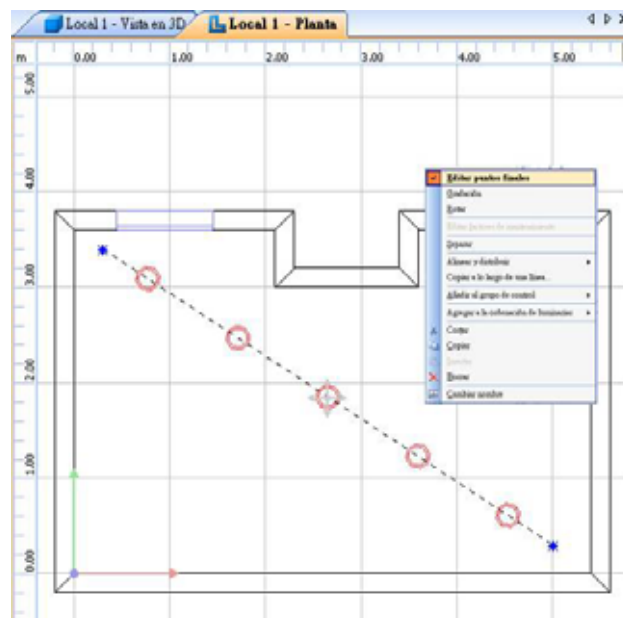 Local 1 - Vista en 3D
Local 1 - Planta
m
0.00 1.00 2.00 3.00 4.00 5.00
5.00
4.00
3.00
2.00
1.00
0.00
Editar puntos finales
Rotar
Separar
Alinear y distribuir
Copiar a lo largo de una línea...
Añadir al grupo de control
Agregar a la ordenación de luminarias
Cortar
Copiar
Borrar
Cambiar nombre